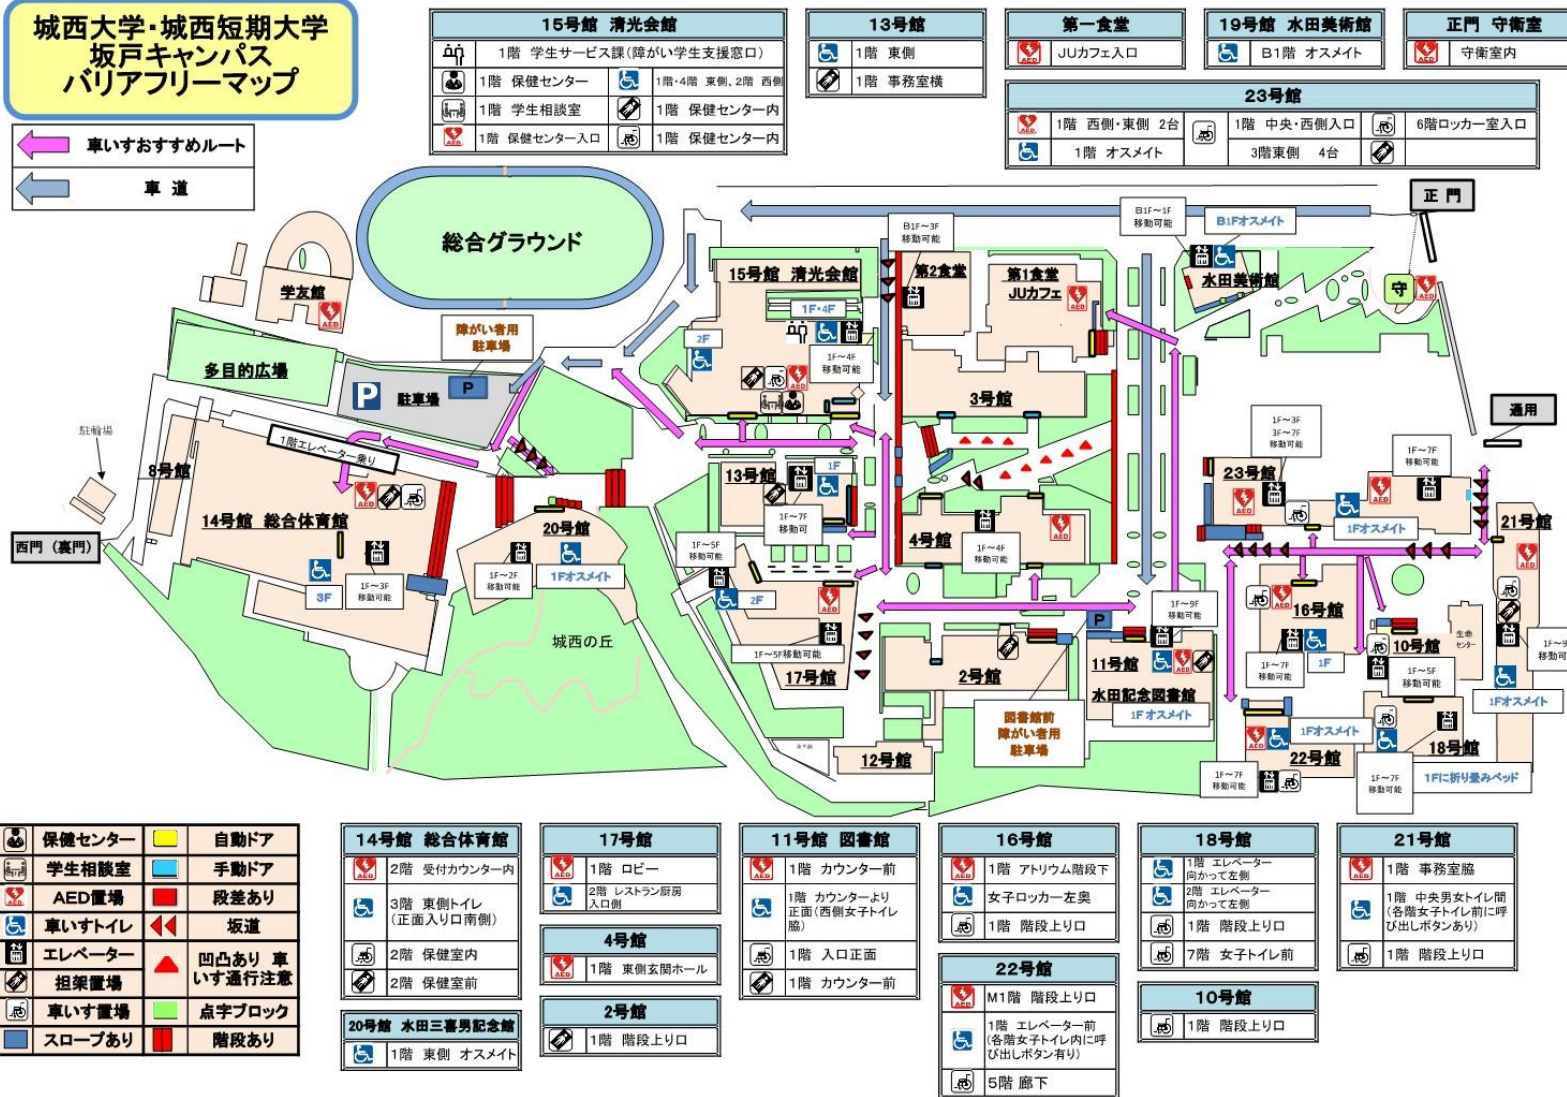 城西大学・城西短期大学
坂戸キャンパス
バリアフリーマップ
車いすおすすめルート
車 道
15号館 清光会館
1階 学生サービス課(障がい学生支援窓口)
1階 保健センター
1階・4階 東側、2階 西側
1階 学生相談室
1階 保健センター内
AED
1階 保健センター入口
1階 保健センター内
13号館
1階 東側
1階 事務室横
第一食堂
AED
JUカフェ入口
19号館 水田美術館
B1階 オスメイト
正門 守衛室
AED
守衛室内
23号館
AED
1階 西側・東側 2台
1階 中央・西側入口
6階ロッカー室入口
1階 オスメイト
3階東側 4台
正 門
総合グラウンド
B1F~3F
移動可能
B1F~1F
移動可能
B1Fオスメイト
15号館 清光会館
第2食堂
第1食堂
JUカフェ
AED
水田美術館
守
AED
学友館
AED
障がい者用
駐車場
1F・4F
2F
1F~4F
移動可能
多目的広場
P
駐車場
P
AED
3号館
通用
駐輪場
1階エレベーター乗り
1F~3F
3F~7F
移動可能
1F~7F
移動可能
8号館
13号館
1F
23号館
AED
AED
14号館 総合体育館
AED
20号館
1F~7F
移動可
1Fオスメイト
21号館
西門(裏門)
4号館
AED
1F~4F
移動可能
1F~5F
移動可能
AED
1F~3F
移動可能
3F
1F~2F
移動可能
1Fオスメイト
2F
AED
P
1F~9F
移動可能
AED
16号館
城西の丘
1F~5F移動可能
17号館
2号館
11号館
AED
水田記念図書館
1Fオスメイト
1F~7F
移動可能
1F
10号館
生命
センター
1F~5F
移動可能
1Fオスメイト
図書館前
障がい者用
駐車場
12号館
AED
1Fオスメイト
22号館
18号館
1F~7F
移動可能
1F~7F
移動可能
1Fに折り畳みベッド
保健センター
自動ドア
学生相談室
手動ドア
AED
AED置場
段差あり
車いすトイレ
坂道
エレベーター
凹凸あり 車
いす通行注意
担架置場
車いす置場
点字ブロック
スロープあり
階段あり
14号館 総合体育館
AED
2階 受付カウンター内
3階 東側トイレ
(正面入り口南側)
2階 保健室内
2階 保健室前
20号館 水田三喜男記念館
1階 東側 オスメイト
17号館
AED
1階 ロビー
2階 レストラン厨房
入口側
4号館
AED
1階 東側玄関ホール
2号館
1階 階段上り口
11号館 図書館
AED
1階 カウンター前
1階 カウンターより
正面(西側女子トイレ
脇)
1階 入口正面
1階 カウンター前
16号館
AED
1階 アトリウム階段下
女子ロッカー左奥
1階 階段上り口
22号館
AED
M1階 階段上り口
1階 エレベーター前
(各階女子トイレ内に呼
び出しボタン有り)
5階 廊下
18号館
1階 エレベーター
向かって左側
2階 エレベーター
向かって左側
1階 階段上り口
7階 女子トイレ前
10号館
1階 階段上り口
21号館
AED
1階 事務室脇
1階 中央男女トイレ間
(各階女子トイレ前に呼
び出しボタンあり)
1階 階段上り口